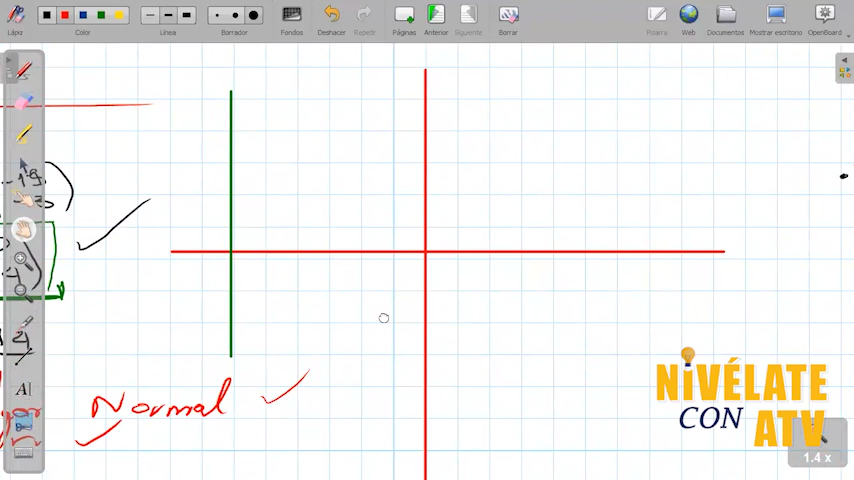 Lápiz Color Línea Borrador Fondos Deshacer Repetir Páginas Anterior Siguiente Borrar Pizarra Web Documentos Mostrar escritorio OpenBoard
A|
Normal
NIVÉLATE
CON
ATV
1.4 x